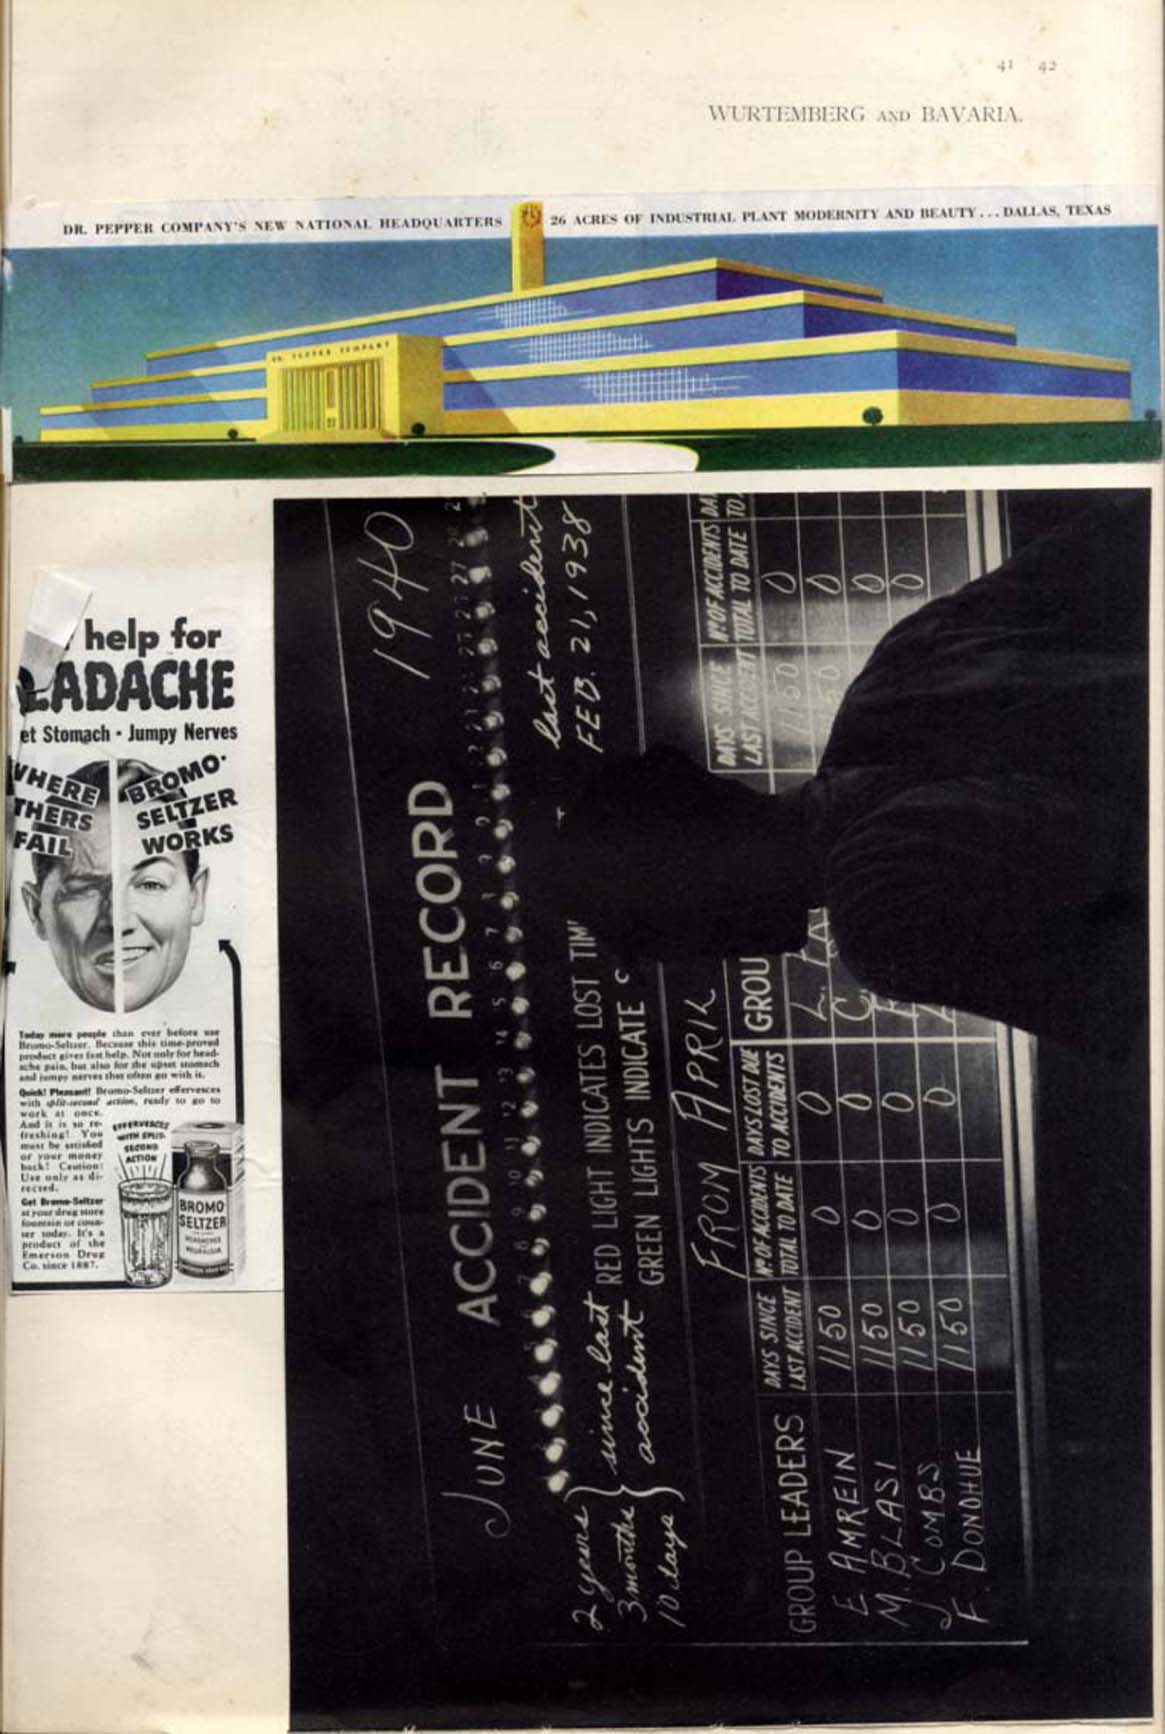 41 42
WURTEMBERG AND BAVARIA.
DR. PEPPER COMPANY'S NEW NATIONAL HEADQUARTERS 26 ACRES OF INDUSTRIAL PLANT MODERNITY AND BEAUTY... DALLAS, TEXAS
DR. PEPPER COMPANY
help for
EADACHE
et Stomach • Jumpy Nerves
WHERE
THERS
FAIL
BROMO-
SELTZER
WORKS
Today more people than ever before use
Bromo-Seltzer. Because this time-proved
product gives fast help. Not only for head-
ache pain, but also for the upset stomach
and jumpy nerves that often go with it.
Quick! Pleasant! Bromo-Seltzer effervesces
with split-second action, ready to go to
work at once.
And it is so re-
freshing! You
must be satisfied
or your money
back! Caution:
Use only as di-
rected.
Get Bromo-Seltzer
at your drug store
fountain or coun-
ter today. It's a
product of the
Emerson Drug
Co. since 1887.
EFFERVESCES
WITH SPLIT-
SECOND
ACTION
BROMO
SELTZER
HEADACHES
NEURALGIA
JUNE ACCIDENT RECORD 1940
2 years
3 months
10 days
since last
accident
RED LIGHT INDICATES LOST TIM
GREEN LIGHTS INDICATE
last accident
FEB. 21, 1938
FROM APRIL
GROUP LEADERS DAYS SINCE LAST ACCIDENT Nº OF ACCIDENTS TOTAL TO DATE DAYS LOST DUE TO ACCIDENTS
E AMREIN 1150 0 0
M. BLASI 1150 0 0
J COMBS 1150 0 0
F DONOHUE 1150 0 0
GROU DAYS SINCE LAST ACCIDENT Nº OF ACCIDENTS TOTAL TO DATE DA TO
L. 1150 0
C 0
0
0